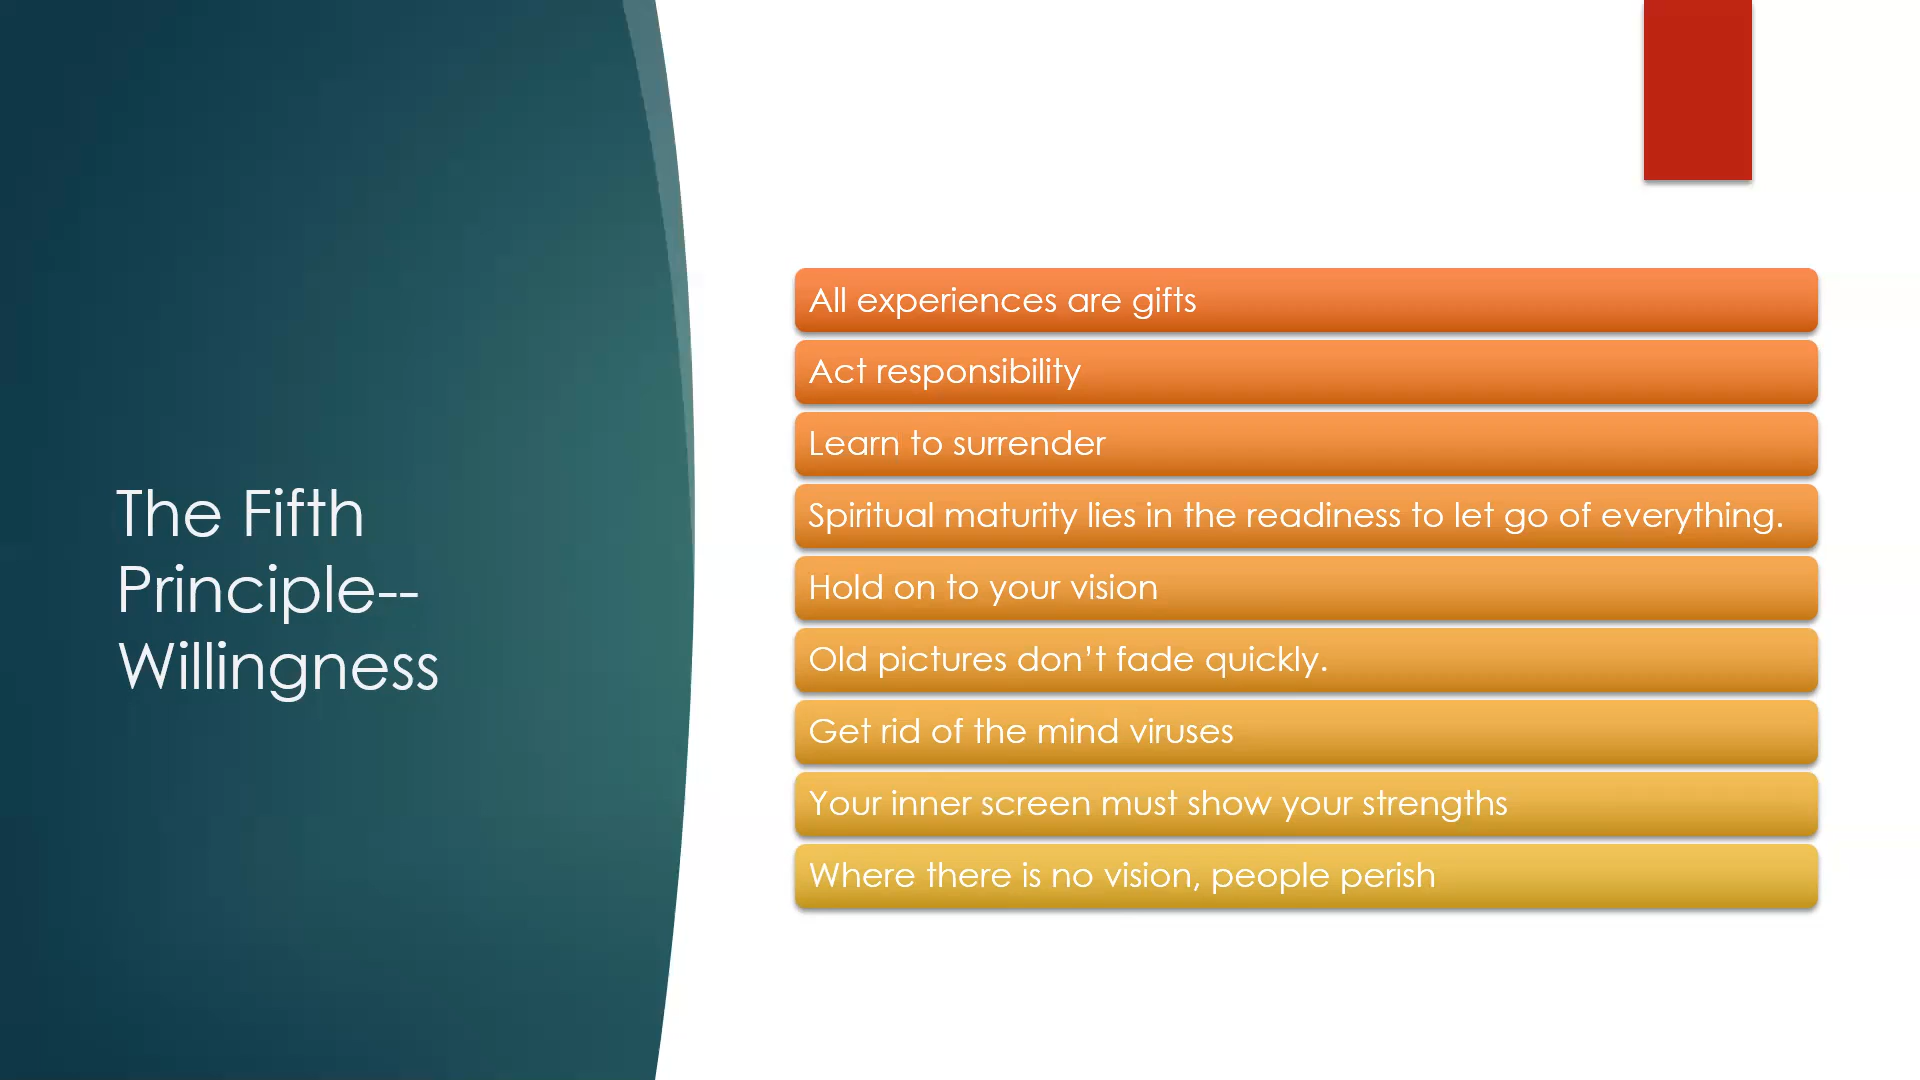 The Fifth
Principle--
Willingness
All experiences are gifts
Act responsibility
Learn to surrender
Spiritual maturity lies in the readiness to let go of everything.
Hold on to your vision
Old pictures don’t fade quickly.
Get rid of the mind viruses
Your inner screen must show your strengths
Where there is no vision, people perish